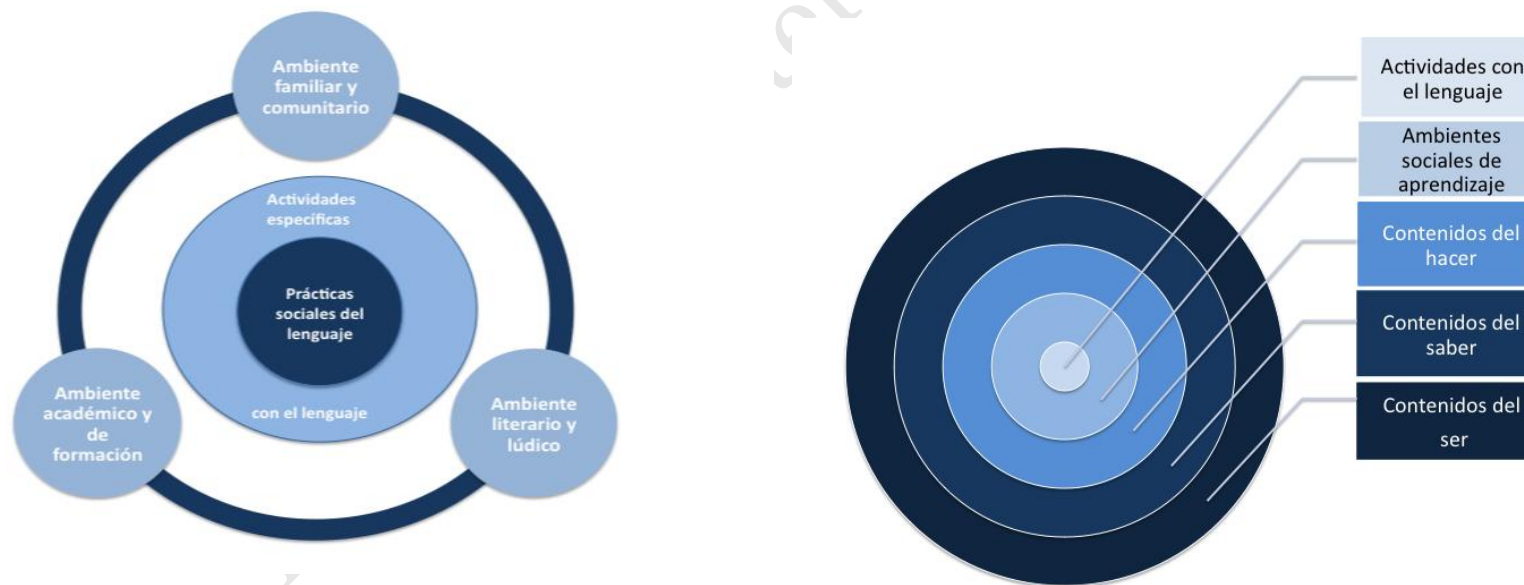 Ambiente
familiar y
comunitario
Actividades
específicas
Prácticas
sociales del
lenguaje
con el lenguaje
Ambiente
académico y
de
formación
Ambiente
literario y
lúdico
Actividades con
el lenguaje
Ambientes
sociales de
aprendizaje
Contenidos del
hacer
Contenidos del
saber
Contenidos del
ser